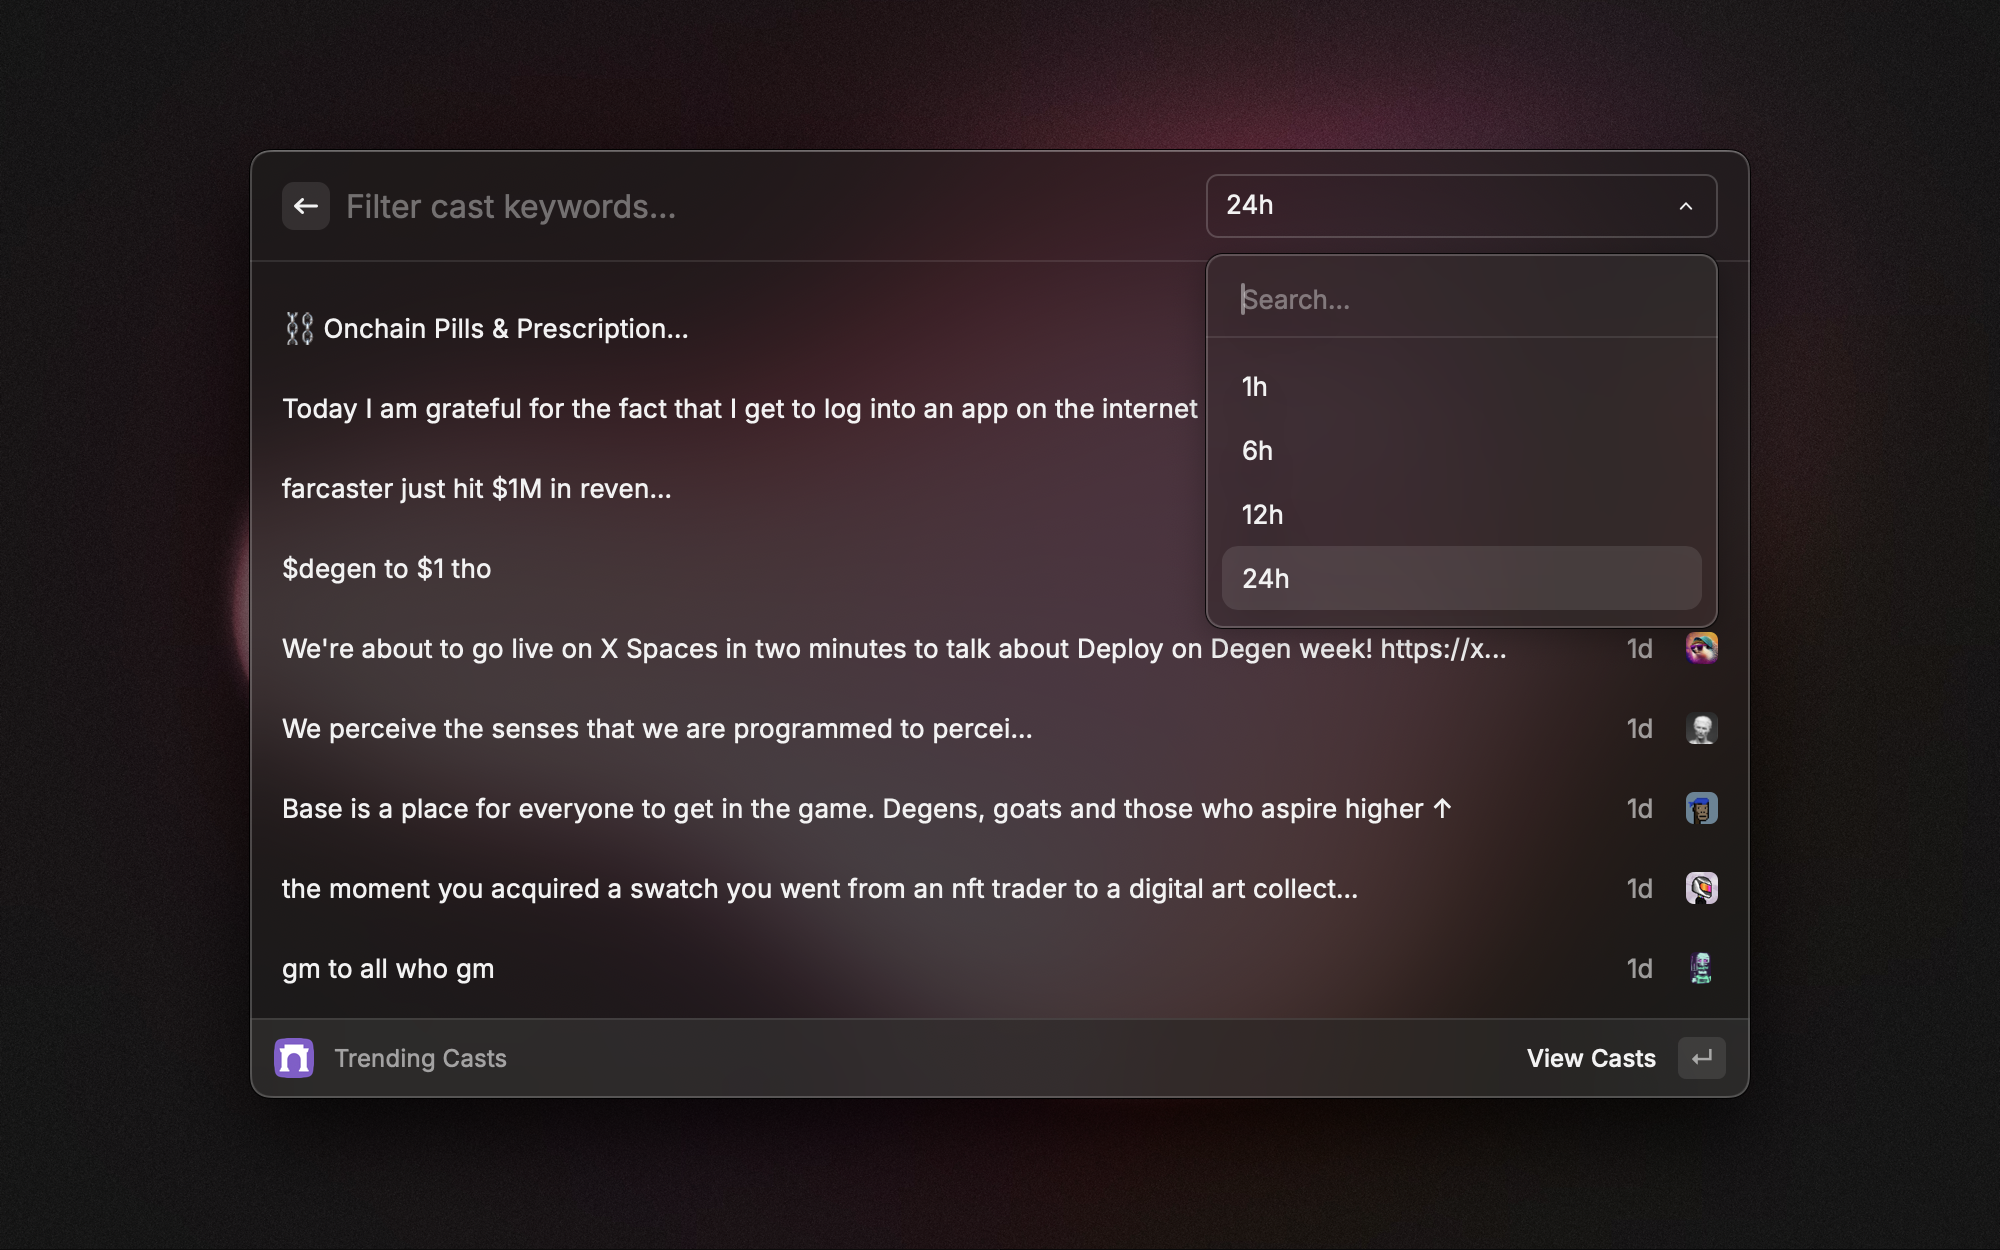 Filter cast keywords...
24h
Search...
1h
6h
12h
24h
⛓️ Onchain Pills & Prescription...
Today I am grateful for the fact that I get to log into an app on the internet
farcaster just hit $1M in reven...
$degen to $1 tho
We're about to go live on X Spaces in two minutes to talk about Deploy on Degen week! https://x... 1d
We perceive the senses that we are programmed to percei... 1d
Base is a place for everyone to get in the game. Degens, goats and those who aspire higher ↑ 1d
the moment you acquired a swatch you went from an nft trader to a digital art collect... 1d
gm to all who gm 1d
Trending Casts
View Casts